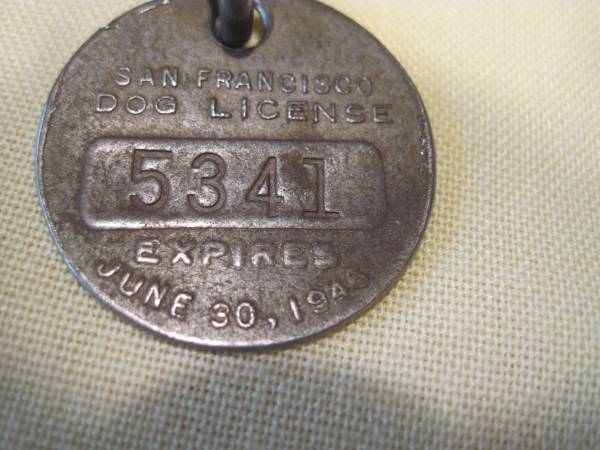 SAN FRANCISCO
DOG LICENSE
5341
EXPIRES
JUNE 30,